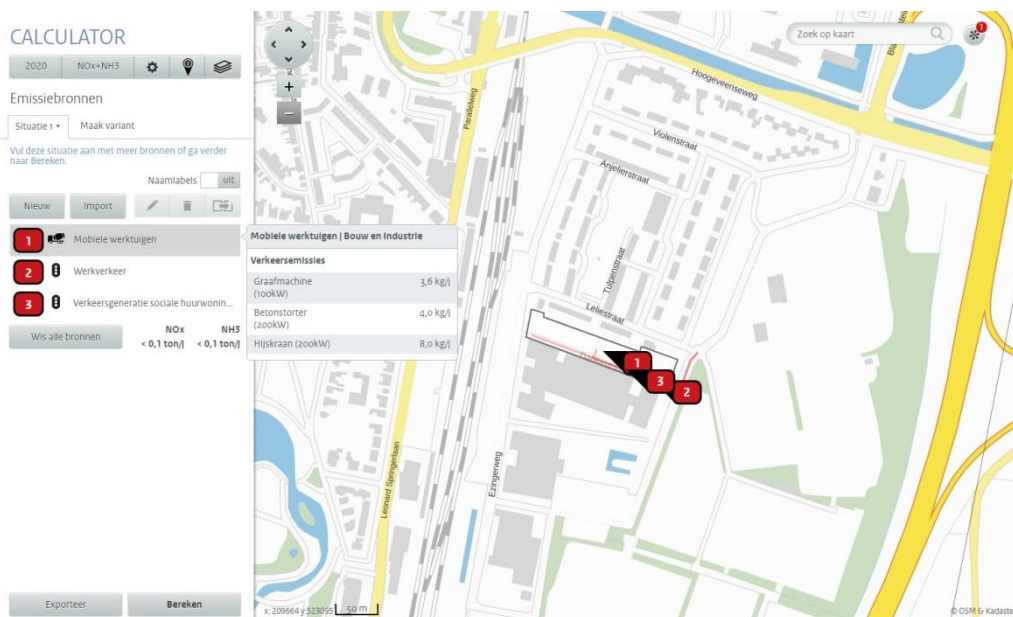 CALCULATOR
2020 NOx+NH3
Emissiebronnen
Situatie 1 Maak variant
Vul deze situatie aan met meer bronnen of ga verder
naar Bereken.
Naamlabels uit
Nieuw Import
1 Mobiele werktuigen
2 Werkverkeer
3 Verkeersgeneratie sociale huurwonin...
Wis alle bronnen
NOx NH3
< 0,1 ton/j < 0,1 ton/j
Exporteer Bereken
Mobiele werktuigen | Bouw en Industrie
Verkeersemissies
Graafmachine 3,6 kg/j
(100kW)
Betonstorter 4,0 kg/j
(200kW)
Hijskraan (200kW) 8,0 kg/j
Zoek op kaart
1
Hoogeveenseweg
Parallelweg
Violenstraat
Anjelierstraat
Tulpenstraat
Leliestraat
1
3
2
Ezingerweg
Leonard Springerlaan
x: 209664 y:523095 50 m
© OSM & Kadaste